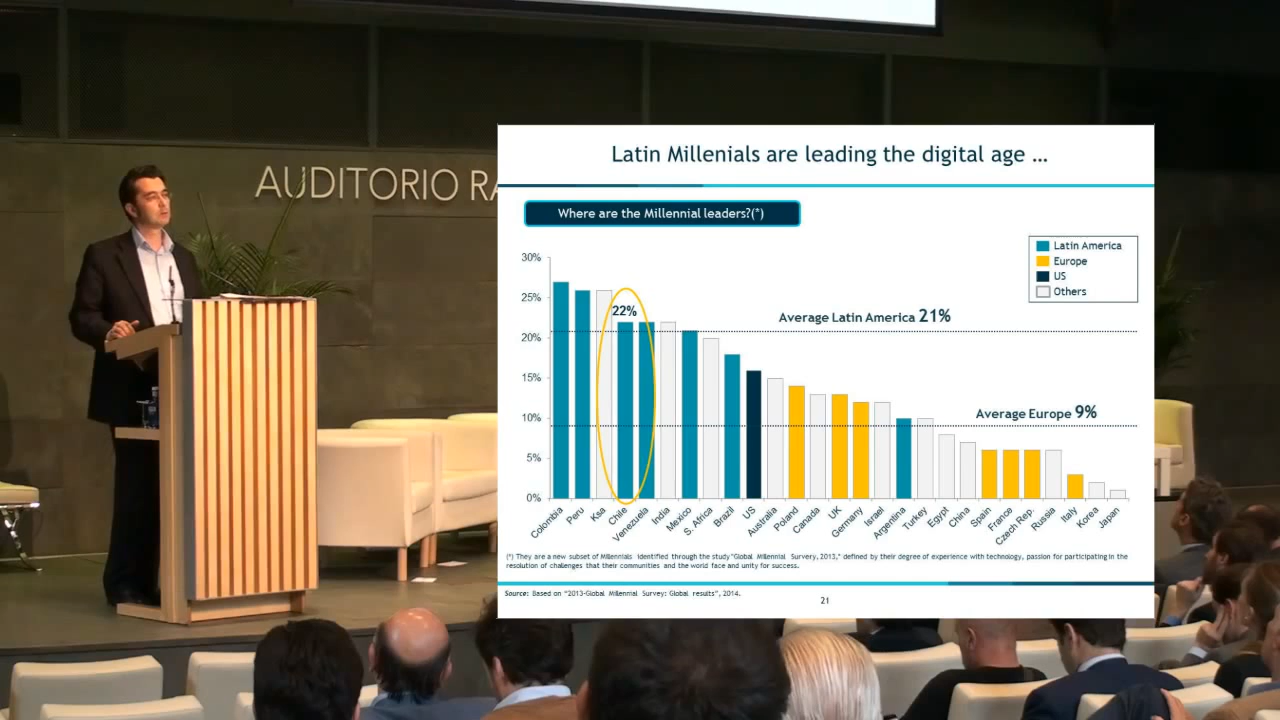 AUDITORIO RA
Latin Millenials are leading the digital age ...
Where are the Millennial leaders?(*)
Latin America
Europe
US
Others
30%
25%
20%
15%
10%
5%
0%
22%
Average Latin America 21%
Average Europe 9%
Colombia
Peru
Ksa
Chile
Venezuela
India
Mexico
S. Africa
Brazil
US
Australia
Poland
Canada
UK
Germany
Israel
Argentina
Turkey
Egypt
China
Spain
France
Czech Rep.
Russia
Italy
Korea
Japan
(*) They are a new subset of Millennials identified through the study "Global Millennial Survery, 2013," defined by their degree of experience with technology, passion for participating in the
resolution of challenges that their communities and the world face and unity for success.
Source: Based on "2013-Global Millennial Survey: Global results", 2014.
21